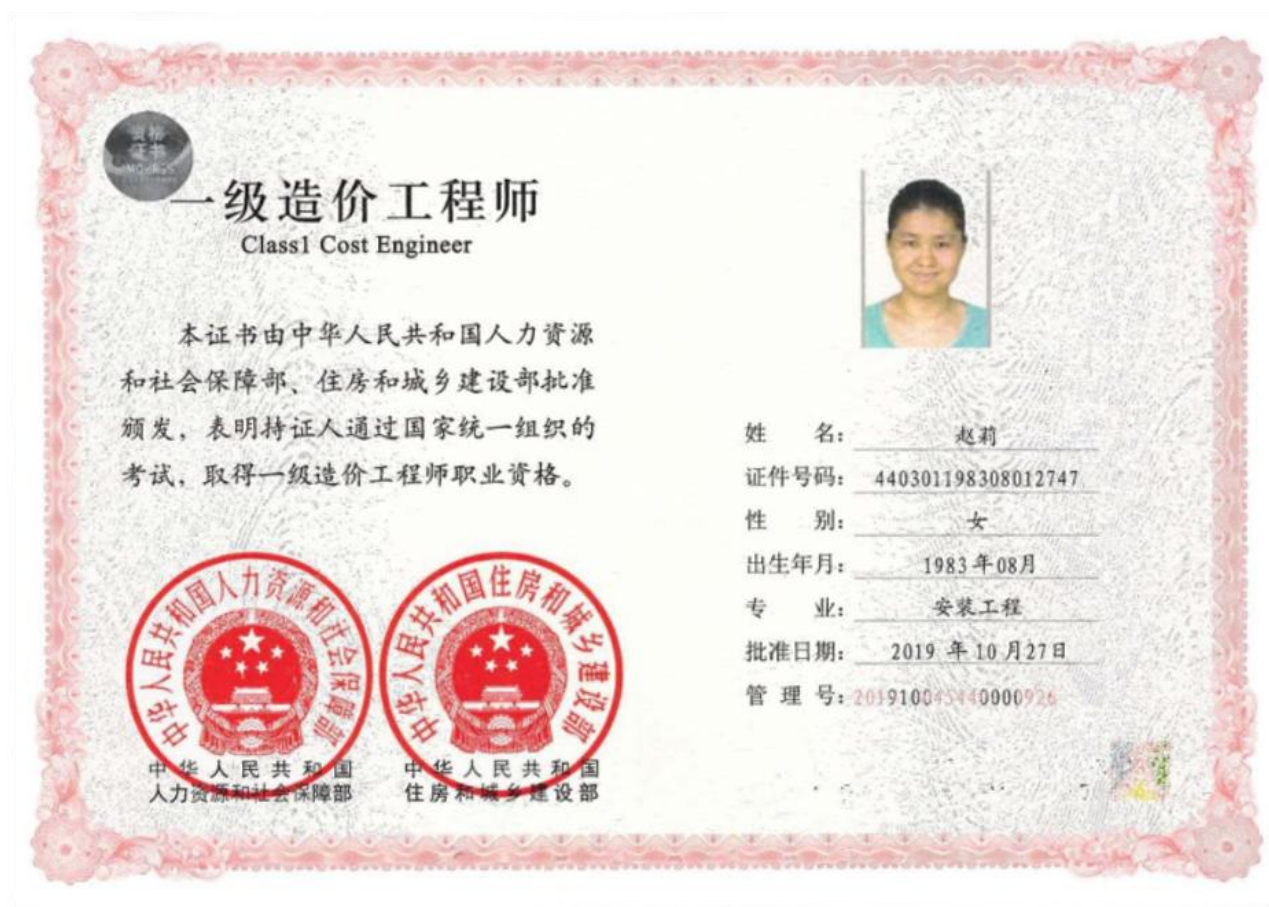 资格
证书
一级造价工程师
Class1 Cost Engineer
本证书由中华人民共和国人力资源
和社会保障部、住房和城乡建设部批准
颁发，表明持证人通过国家统一组织的
考试，取得一级造价工程师职业资格。
姓 名：赵莉
证件号码：440301198308012747
性 别：女
出生年月：1983年08月
专 业：安装工程
批准日期：2019 年 10 月27日
管 理 号：20191004544000​0926
中华人民共和国人力资源和社会保障部
中华人民共和国住房和城乡建设部
中 华 人 民 共 和 国
人力资源和社会保障部
中 华 人 民 共 和 国
住 房 和 城 乡 建 设 部